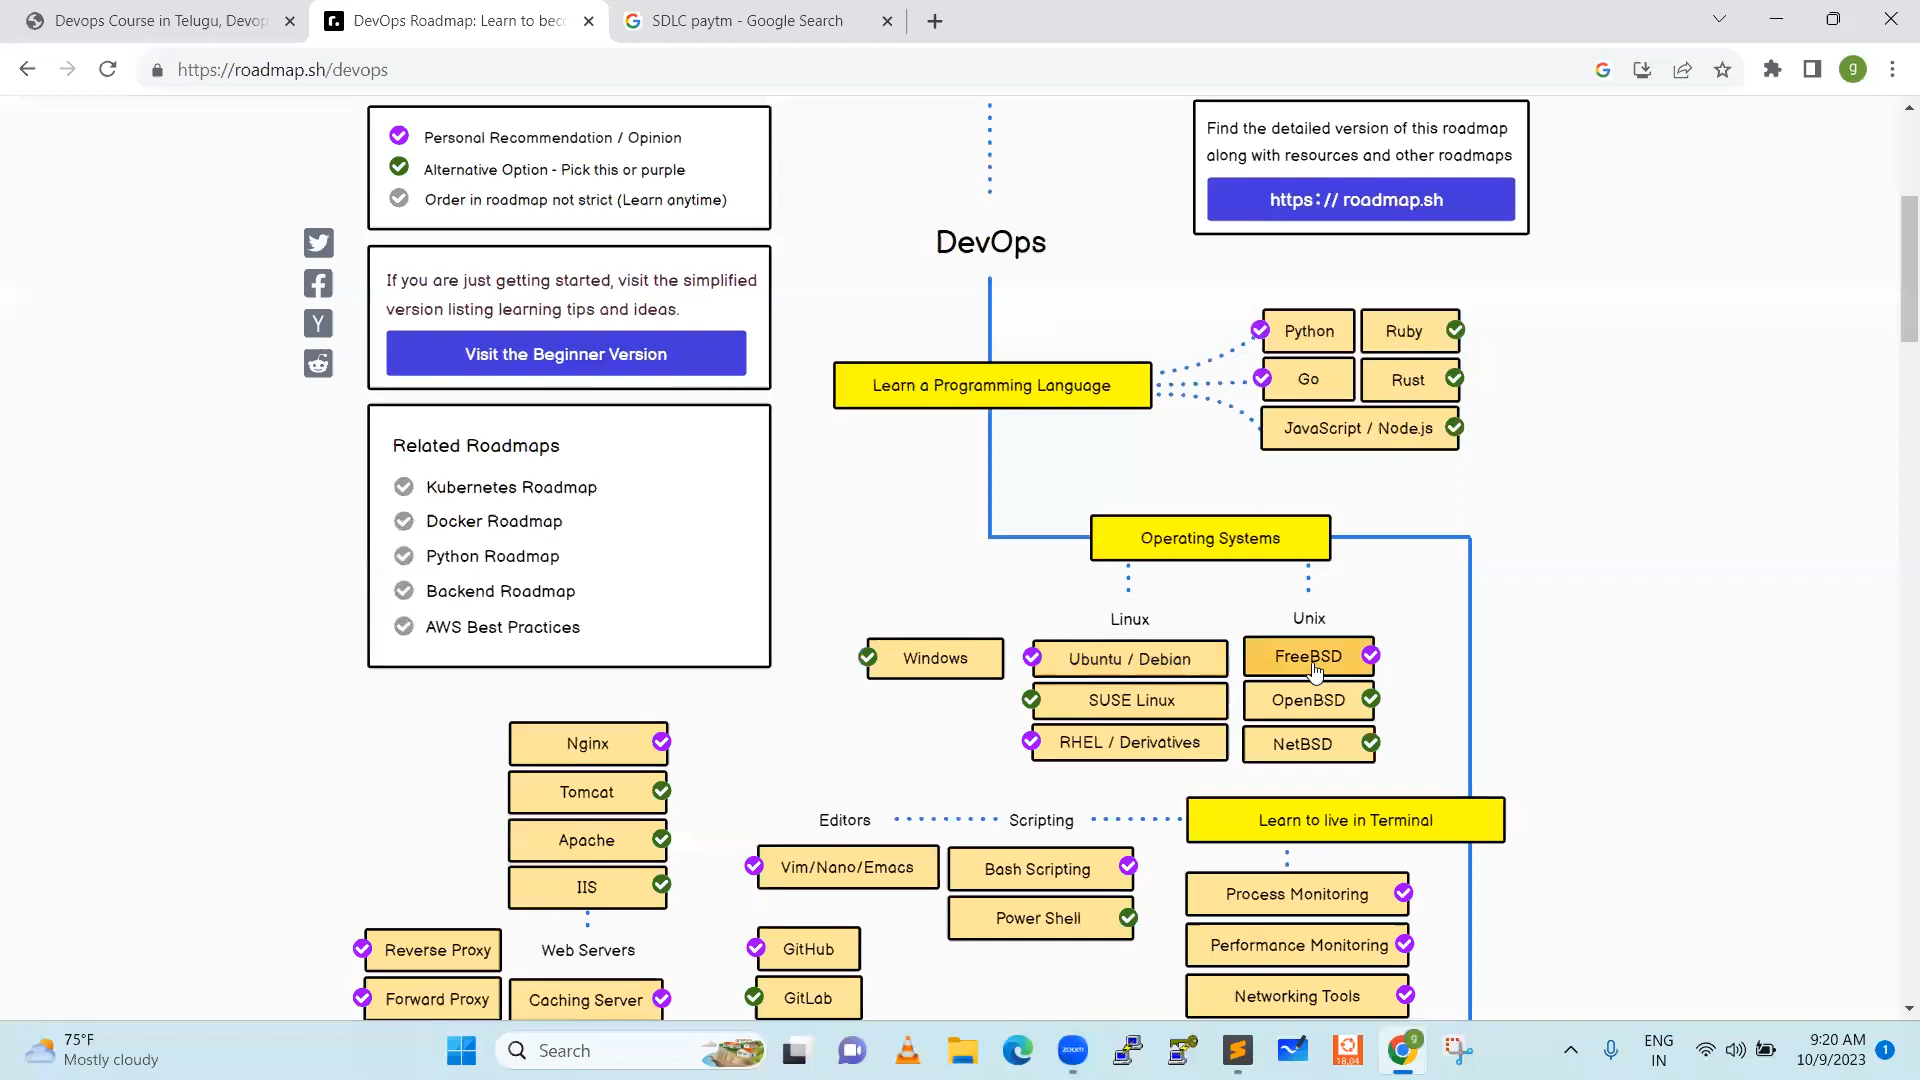 Devops Course in Telugu, Devop
DevOps Roadmap: Learn to bec
SDLC paytm - Google Search
https://roadmap.sh/devops
g
Personal Recommendation / Opinion
Alternative Option - Pick this or purple
Order in roadmap not strict (Learn anytime)
Find the detailed version of this roadmap
along with resources and other roadmaps
https:// roadmap.sh
DevOps
If you are just getting started, visit the simplified
version listing learning tips and ideas.
Visit the Beginner Version
Learn a Programming Language
Python
Ruby
Go
Rust
JavaScript / Node.js
Related Roadmaps
Kubernetes Roadmap
Docker Roadmap
Python Roadmap
Backend Roadmap
AWS Best Practices
Operating Systems
Linux
Unix
Windows
Ubuntu / Debian
FreeBSD
SUSE Linux
OpenBSD
RHEL / Derivatives
NetBSD
Nginx
Tomcat
Apache
IIS
Web Servers
Reverse Proxy
Forward Proxy
Caching Server
Editors
Scripting
Learn to live in Terminal
Vim/Nano/Emacs
Bash Scripting
Power Shell
Process Monitoring
Performance Monitoring
Networking Tools
GitHub
GitLab
75°F
Mostly cloudy
Search
zoom
18.04
g
ENG
IN
9:20 AM
10/9/2023
1